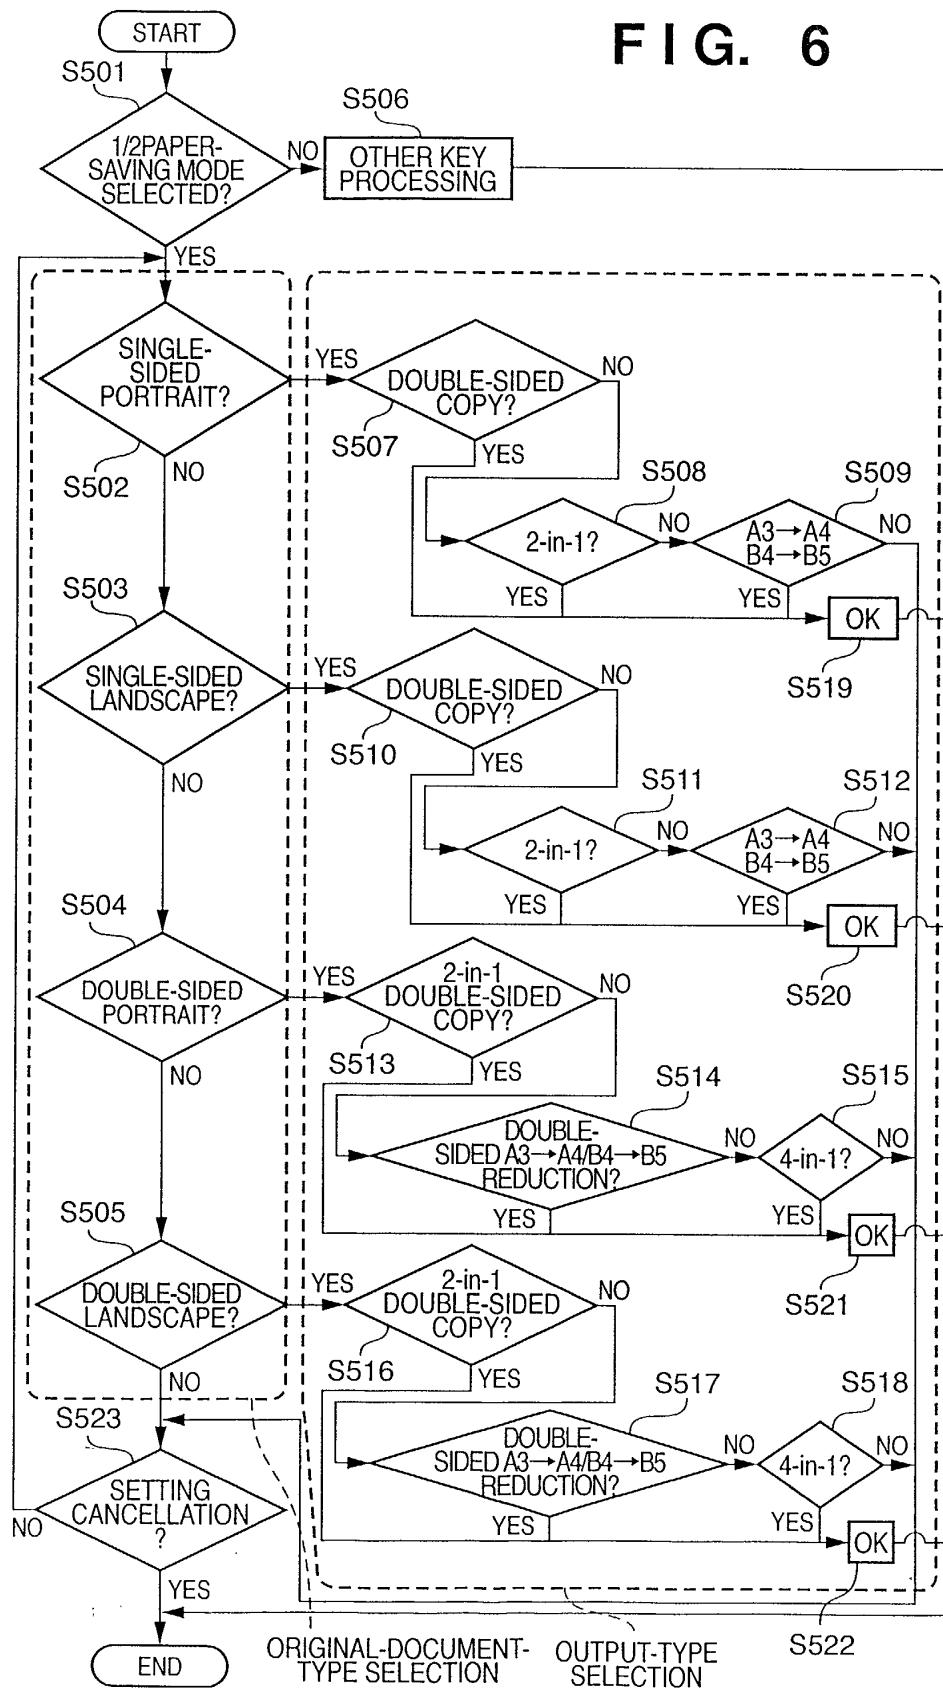 START
FIG. 6
S501
S506
1/2PAPER-
SAVING MODE
SELECTED?
NO
OTHER KEY
PROCESSING
YES
SINGLE-
SIDED
PORTRAIT?
YES
DOUBLE-SIDED
COPY?
NO
S507
YES
S502
NO
S508
S509
2-in-1?
NO
A3→A4
B4→B5
NO
YES
YES
OK
S519
S503
SINGLE-SIDED
LANDSCAPE?
YES
DOUBLE-SIDED
COPY?
NO
S510
YES
NO
S511
S512
2-in-1?
NO
A3→A4
B4→B5
NO
YES
YES
OK
S520
S504
DOUBLE-SIDED
PORTRAIT?
YES
2-in-1
DOUBLE-SIDED
COPY?
NO
S513
YES
NO
S514
S515
DOUBLE-
SIDED A3→A4/B4→B5
REDUCTION?
NO
4-in-1?
NO
YES
YES
OK
S521
S505
DOUBLE-SIDED
LANDSCAPE?
YES
2-in-1
DOUBLE-SIDED
COPY?
NO
S516
YES
NO
S517
S518
DOUBLE-
SIDED A3→A4/B4→B5
REDUCTION?
NO
4-in-1?
NO
YES
YES
OK
S522
S523
SETTING
CANCELLATION
?
NO
YES
END
ORIGINAL-DOCUMENT-
TYPE SELECTION
OUTPUT-TYPE
SELECTION